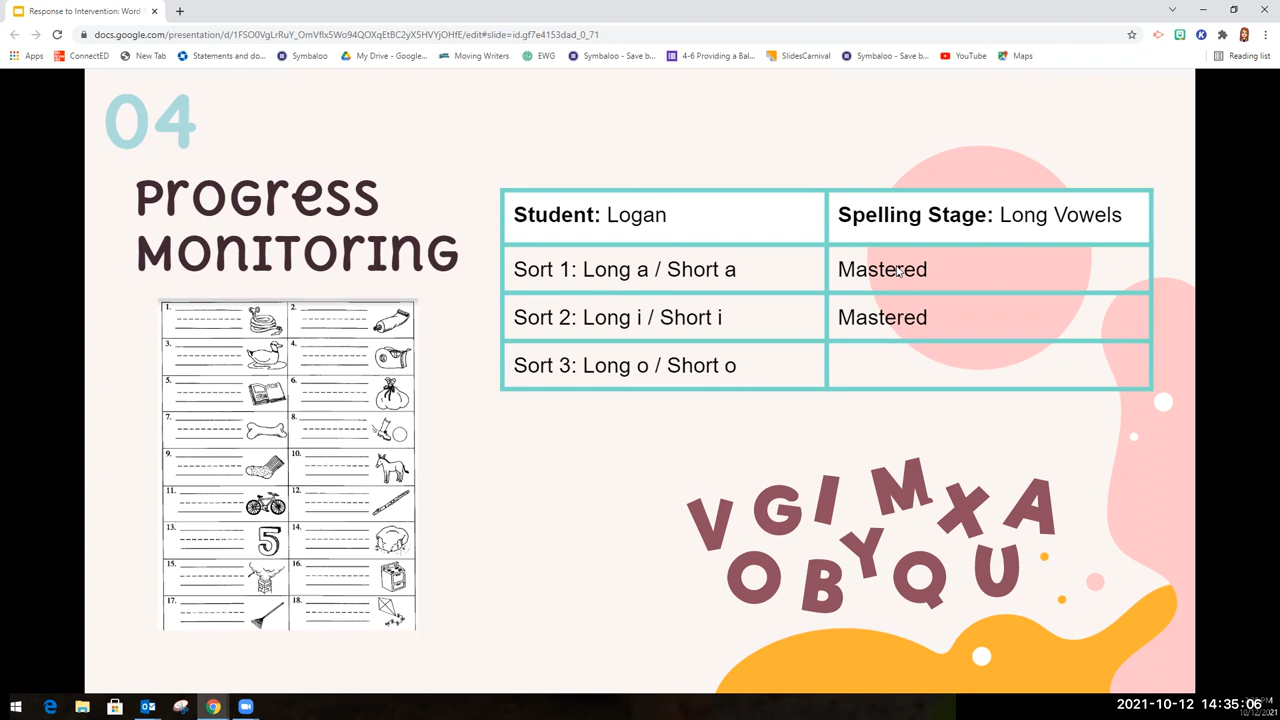 Response to Intervention: Word
docs.google.com/presentation/d/1FSO0VgLrRuY_OmVflx5Wo94QOXqEtBC2yX5HVYjOHfE/edit#slide=id.gf7e4153dad_0_71
Apps ConnectED New Tab Statements and do... Symbaloo My Drive - Google... Moving Writers EWG Symbaloo - Save b... 4-6 Providing a Bal... SlidesCarnival Symbaloo - Save b... YouTube Maps Reading list
04
Progress
Monitoring
Student: Logan Spelling Stage: Long Vowels
Sort 1: Long a / Short a Mastered
Sort 2: Long i / Short i Mastered
Sort 3: Long o / Short o
1. 2.
3. 4.
5. 6.
7. 8.
9. 10.
11. 12.
13. 5 14.
15. 16.
17. 18.
V G I M X A
O B Y Q U
2021-10-12 14:35:06
10/12/2021